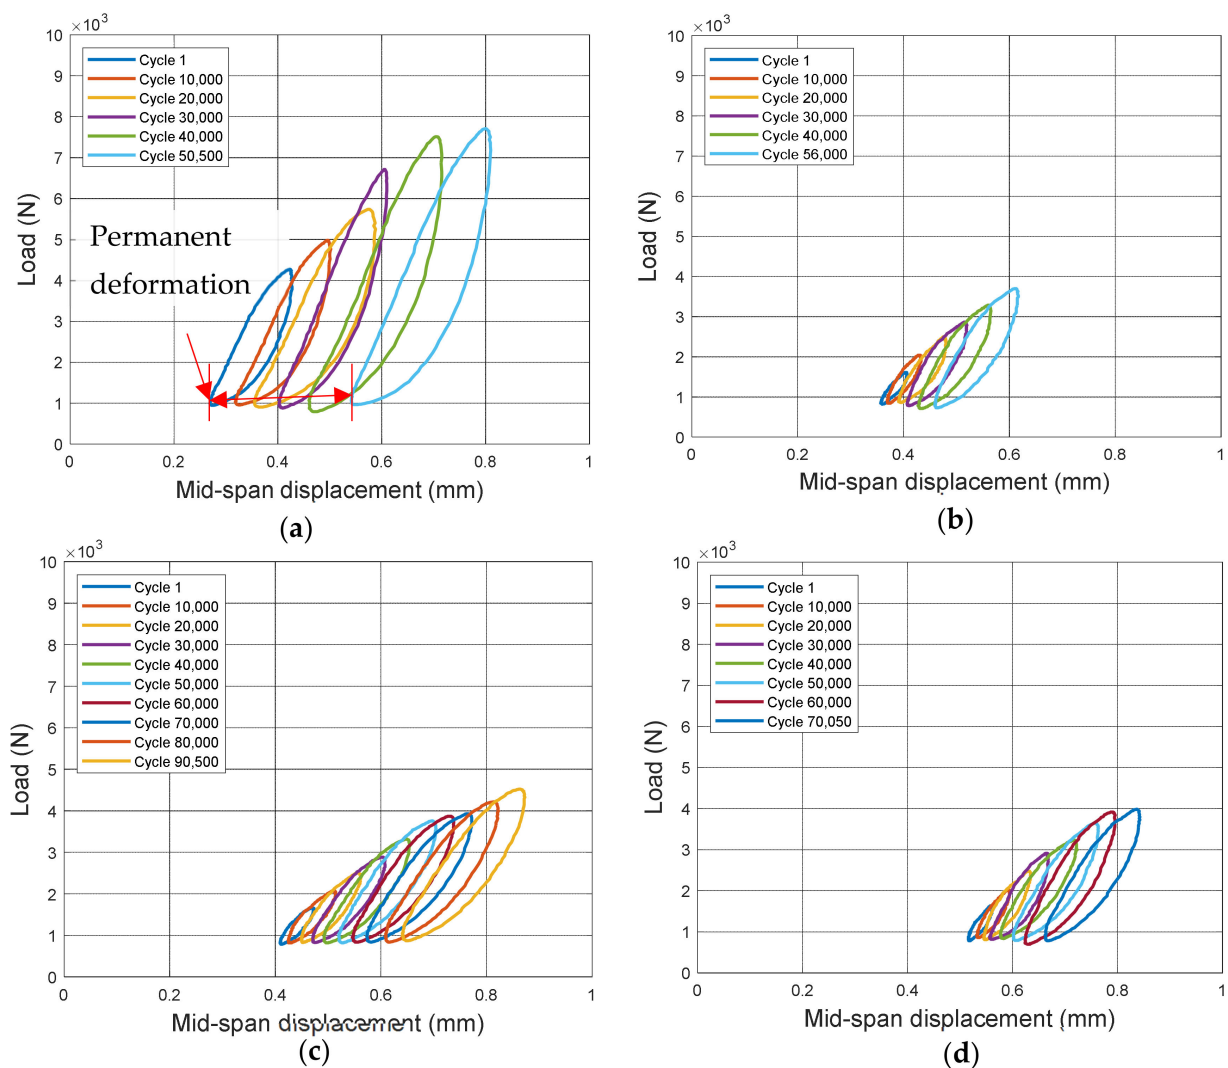 ×10³
10
9
8
7
6
5
4
3
2
1
0
Load (N)
Cycle 1
Cycle 10,000
Cycle 20,000
Cycle 30,000
Cycle 40,000
Cycle 50,500
Permanent
deformation
0 0.2 0.4 0.6 0.8 1
Mid-span displacement (mm)
(a)
×10³
10
9
8
7
6
5
4
3
2
1
0
Load (N)
Cycle 1
Cycle 10,000
Cycle 20,000
Cycle 30,000
Cycle 40,000
Cycle 56,000
0 0.2 0.4 0.6 0.8 1
Mid-span displacement (mm)
(b)
×10³
10
9
8
7
6
5
4
3
2
1
0
Load (N)
Cycle 1
Cycle 10,000
Cycle 20,000
Cycle 30,000
Cycle 40,000
Cycle 50,000
Cycle 60,000
Cycle 70,000
Cycle 80,000
Cycle 90,500
0 0.2 0.4 0.6 0.8 1
Mid-span displacement (mm)
(c)
×10³
10
9
8
7
6
5
4
3
2
1
0
Load (N)
Cycle 1
Cycle 10,000
Cycle 20,000
Cycle 30,000
Cycle 40,000
Cycle 50,000
Cycle 60,000
Cycle 70,050
0 0.2 0.4 0.6 0.8 1
Mid-span displacement (mm)
(d)